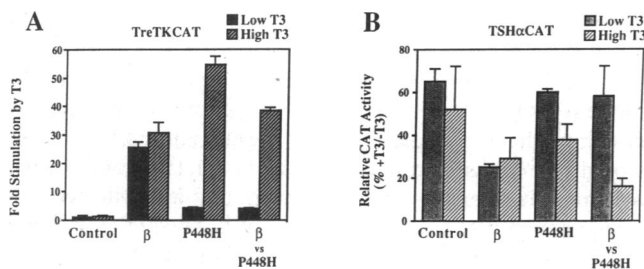 A
TreTKCAT
Low T3
High T3
Fold Stimulation by T3
60
50
40
30
20
10
0
Control
β
P448H
β
vs
P448H
B
TSHαCAT
Low T3
High T3
Relative CAT Activity
(% +T3/-T3)
80
60
40
20
0
Control
β
P448H
β
vs
P448H